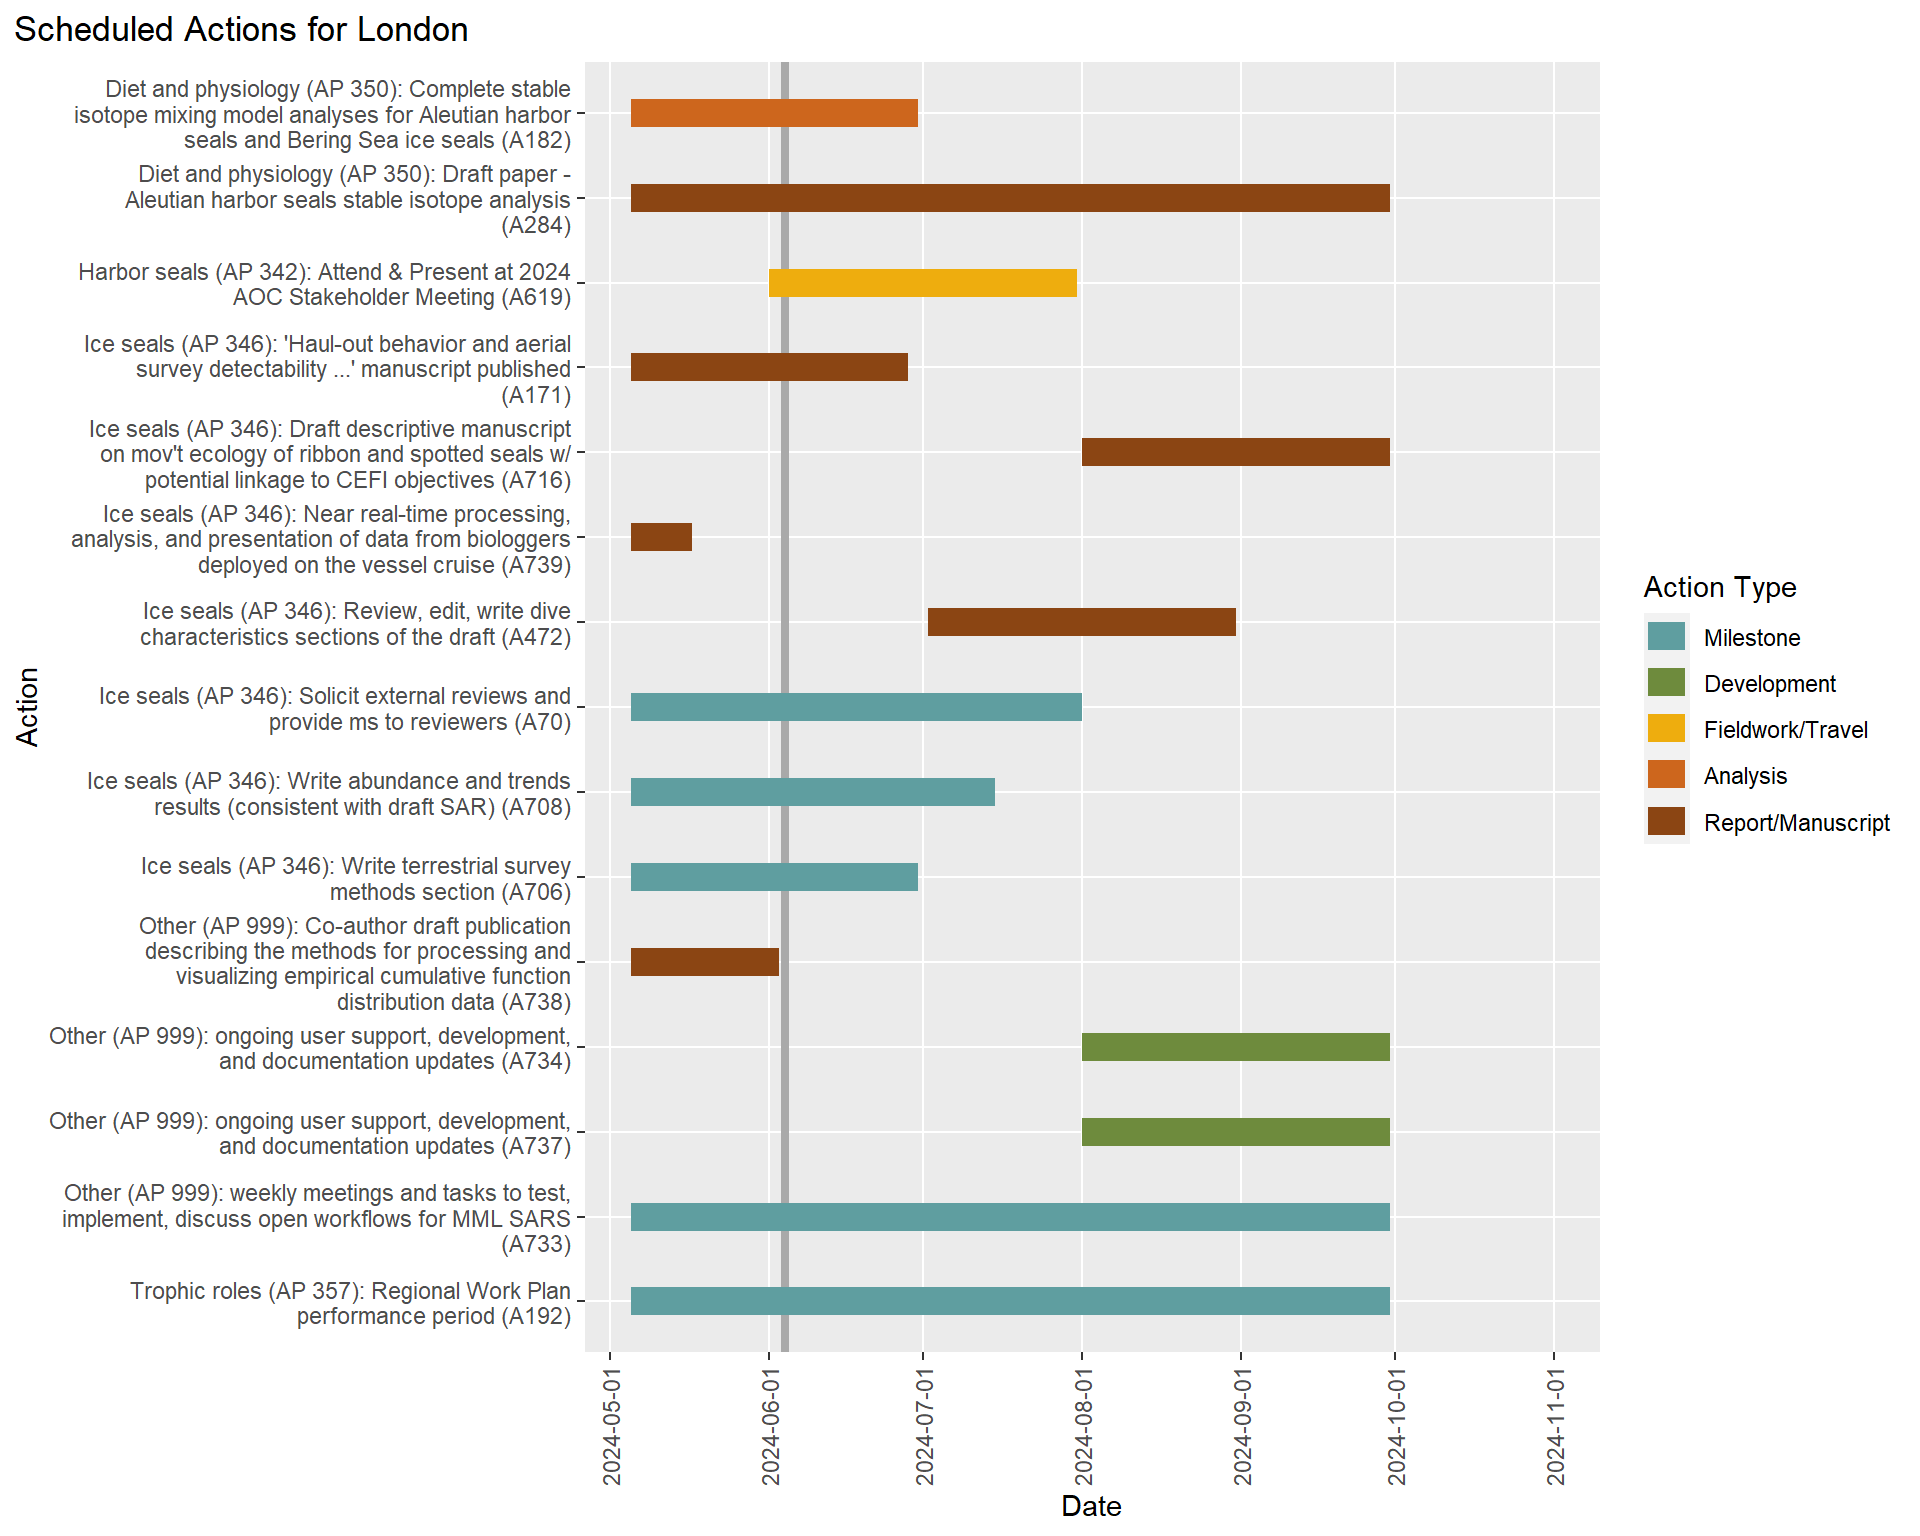 Scheduled Actions for London
Diet and physiology (AP 350): Complete stable
isotope mixing model analyses for Aleutian harbor
seals and Bering Sea ice seals (A182)
Diet and physiology (AP 350): Draft paper -
Aleutian harbor seals stable isotope analysis
(A284)
Harbor seals (AP 342): Attend & Present at 2024
AOC Stakeholder Meeting (A619)
Ice seals (AP 346): 'Haul-out behavior and aerial
survey detectability ...' manuscript published
(A171)
Ice seals (AP 346): Draft descriptive manuscript
on mov't ecology of ribbon and spotted seals w/
potential linkage to CEFI objectives (A716)
Ice seals (AP 346): Near real-time processing,
analysis, and presentation of data from biologgers
deployed on the vessel cruise (A739)
Ice seals (AP 346): Review, edit, write dive
characteristics sections of the draft (A472)
Ice seals (AP 346): Solicit external reviews and
provide ms to reviewers (A70)
Ice seals (AP 346): Write abundance and trends
results (consistent with draft SAR) (A708)
Ice seals (AP 346): Write terrestrial survey
methods section (A706)
Other (AP 999): Co-author draft publication
describing the methods for processing and
visualizing empirical cumulative function
distribution data (A738)
Other (AP 999): ongoing user support, development,
and documentation updates (A734)
Other (AP 999): ongoing user support, development,
and documentation updates (A737)
Other (AP 999): weekly meetings and tasks to test,
implement, discuss open workflows for MML SARS
(A733)
Trophic roles (AP 357): Regional Work Plan
performance period (A192)
Action
2024-05-01
2024-06-01
2024-07-01
2024-08-01
2024-09-01
2024-10-01
2024-11-01
Date
Action Type
Milestone
Development
Fieldwork/Travel
Analysis
Report/Manuscript